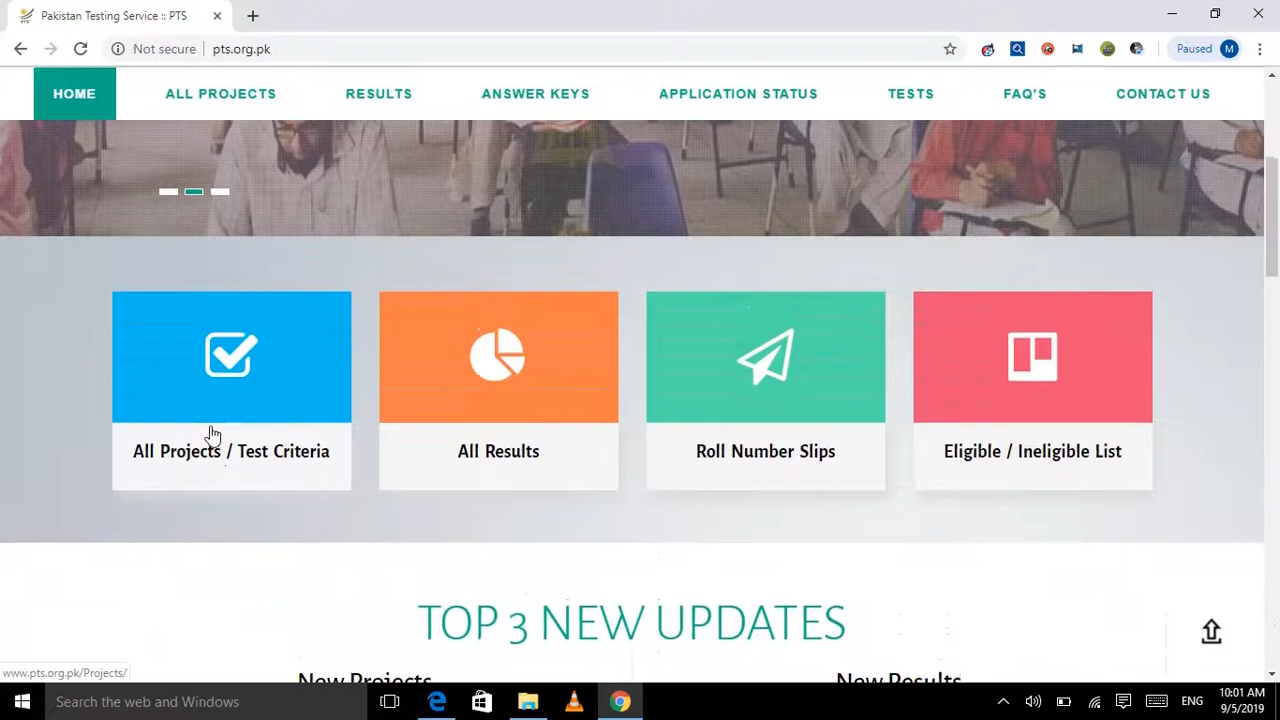 Pakistan Testing Service :: PTS
Not secure
pts.org.pk
Paused
M
HOME
ALL PROJECTS
RESULTS
ANSWER KEYS
APPLICATION STATUS
TESTS
FAQ'S
CONTACT US
All Projects / Test Criteria
All Results
Roll Number Slips
Eligible / Ineligible List
TOP 3 NEW UPDATES
New Projects
New Results
www.pts.org.pk/Projects/
Search the web and Windows
ENG
10:01 AM
9/5/2019